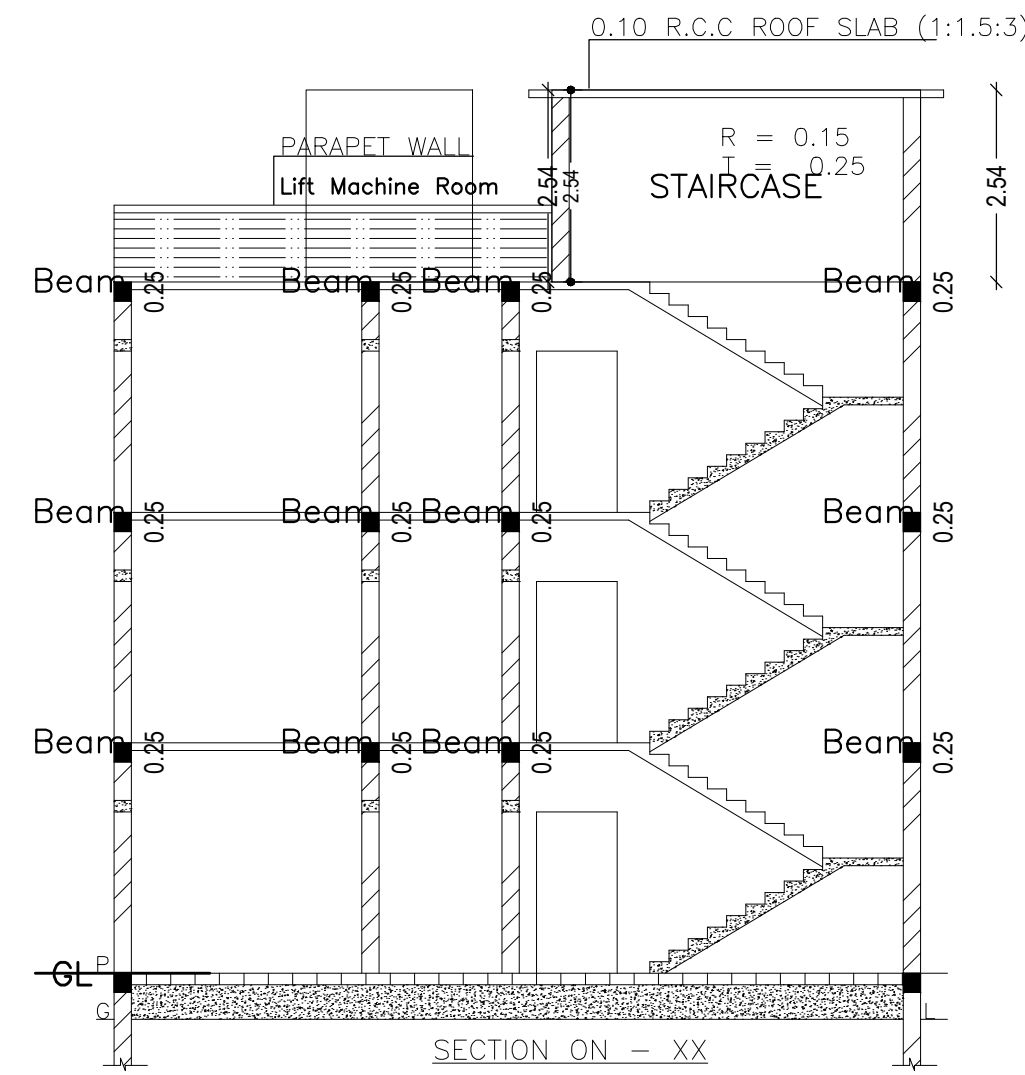 0.10 R.C.C ROOF SLAB (1:1.5:3)
PARAPET WALL
Lift Machine Room
2.54
2.54
R = 0.15
T = 0.25
STAIRCASE
2.54
Beam 0.25
Beam 0.25
Beam 0.25
Beam 0.25
Beam 0.25
Beam 0.25
Beam 0.25
Beam 0.25
Beam 0.25
Beam 0.25
Beam 0.25
Beam 0.25
GL P
G L
SECTION ON - XX